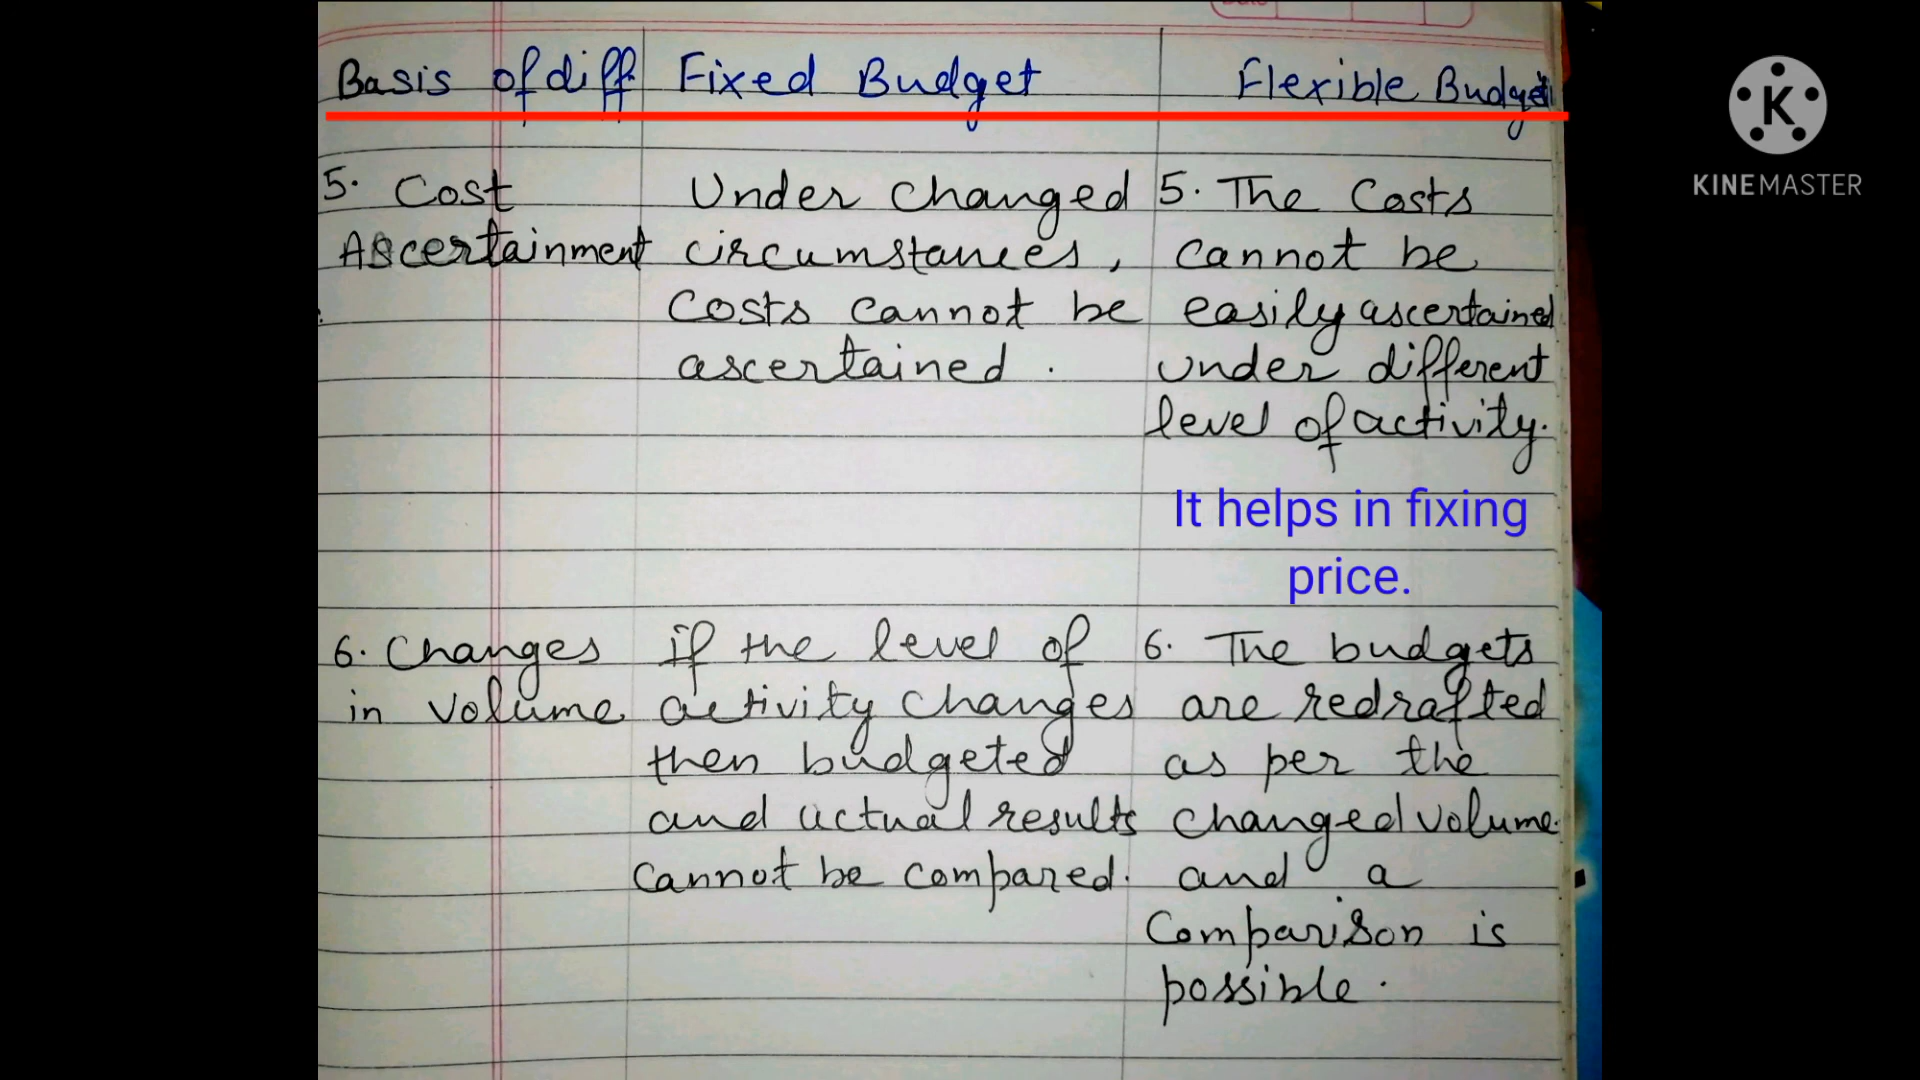 Basis of diff Fixed Budget Flexible Budget
5. Cost Under changed 5. The Costs
Ascertainment circumstances, cannot be
Costs cannot be easily ascertained
ascertained. under different
level of activity.
It helps in fixing
price.
6. Changes if the level of 6. The budgets
in volume activity changes are redrafted
then budgeted as per the
and actual results changed volume
cannot be compared. and a
Comparison is
possible.
K
KINEMASTER